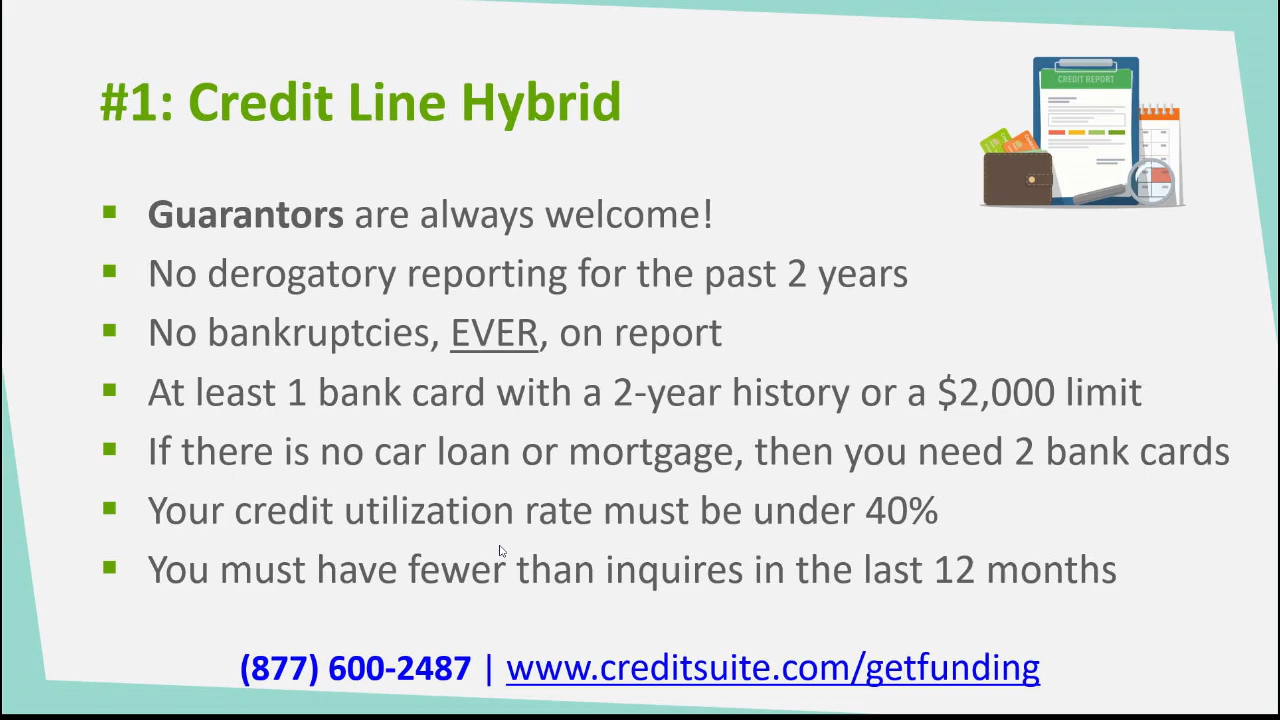 #1: Credit Line Hybrid
CREDIT REPORT
Guarantors are always welcome!
No derogatory reporting for the past 2 years
No bankruptcies, EVER, on report
At least 1 bank card with a 2-year history or a $2,000 limit
If there is no car loan or mortgage, then you need 2 bank cards
Your credit utilization rate must be under 40%
You must have fewer than inquires in the last 12 months
(877) 600-2487 | www.creditsuite.com/getfunding